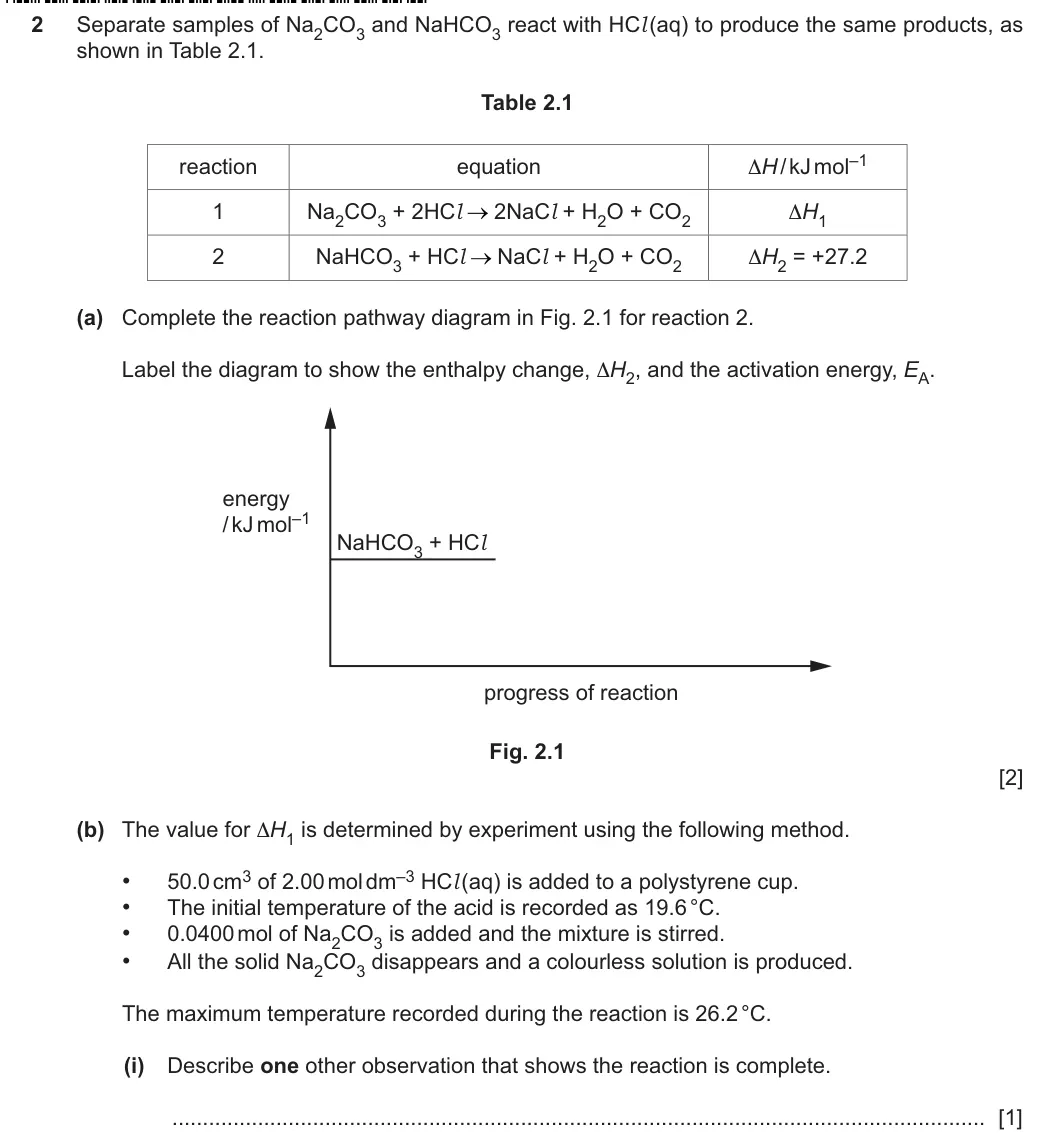 2 Separate samples of Na₂CO₃ and NaHCO₃ react with HCl(aq) to produce the same products, as
shown in Table 2.1.
Table 2.1
reaction equation ΔH/kJ mol⁻¹
1 Na₂CO₃ + 2HCl → 2NaCl + H₂O + CO₂ ΔH₁
2 NaHCO₃ + HCl → NaCl + H₂O + CO₂ ΔH₂ = +27.2
(a) Complete the reaction pathway diagram in Fig. 2.1 for reaction 2.
Label the diagram to show the enthalpy change, ΔH₂, and the activation energy, E_A.
energy
/kJ mol⁻¹
NaHCO₃ + HCl
progress of reaction
Fig. 2.1
[2]
(b) The value for ΔH₁ is determined by experiment using the following method.
• 50.0 cm³ of 2.00 mol dm⁻³ HCl(aq) is added to a polystyrene cup.
• The initial temperature of the acid is recorded as 19.6 °C.
• 0.0400 mol of Na₂CO₃ is added and the mixture is stirred.
• All the solid Na₂CO₃ disappears and a colourless solution is produced.
The maximum temperature recorded during the reaction is 26.2 °C.
(i) Describe one other observation that shows the reaction is complete.
.................................................................................................................. [1]